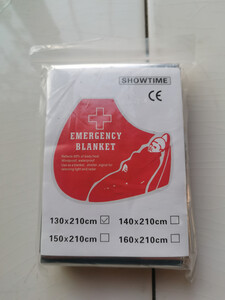 SHOWTIME
CE
EMERGENCY
BLANKET
130x210cm
140x210cm
150x210cm
160x210cm